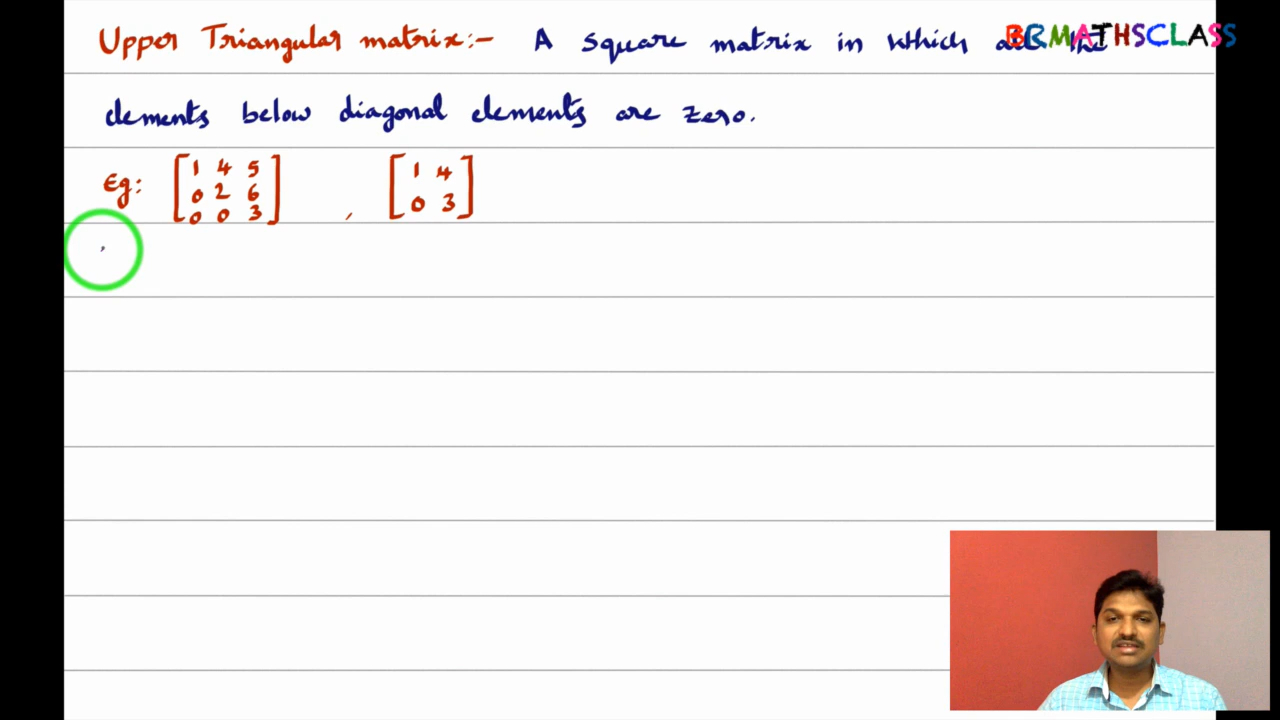 Upper Triangular matrix:- A square matrix in which all the
BRMATHSCLASS
elements below diagonal elements are zero.
Eg: [1 4 5 , [1 4
0 2 6 0 3]
0 0 3]